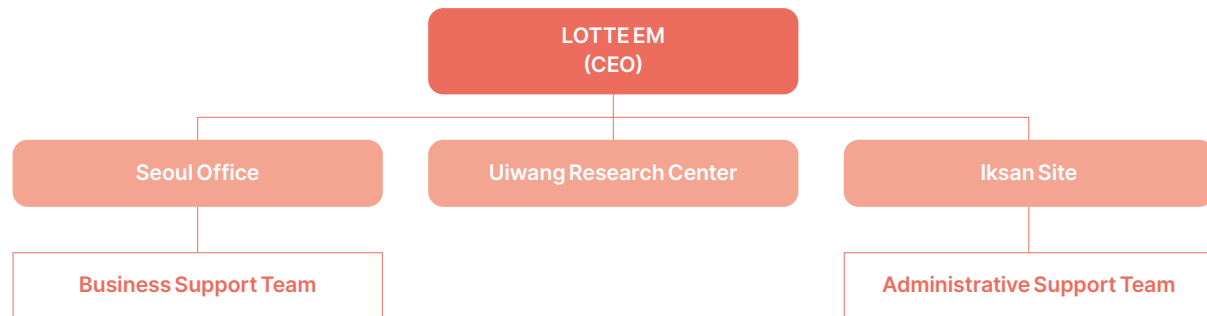 LOTTE EM
(CEO)
Seoul Office
Uiwang Research Center
Iksan Site
Business Support Team
Administrative Support Team